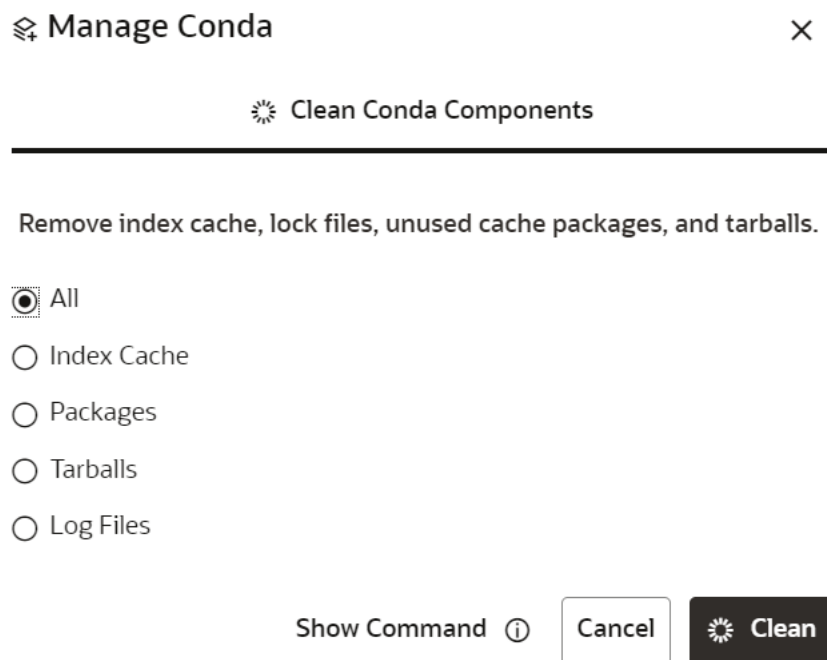 Manage Conda
Clean Conda Components
Remove index cache, lock files, unused cache packages, and tarballs.
All
Index Cache
Packages
Tarballs
Log Files
Show Command Cancel Clean